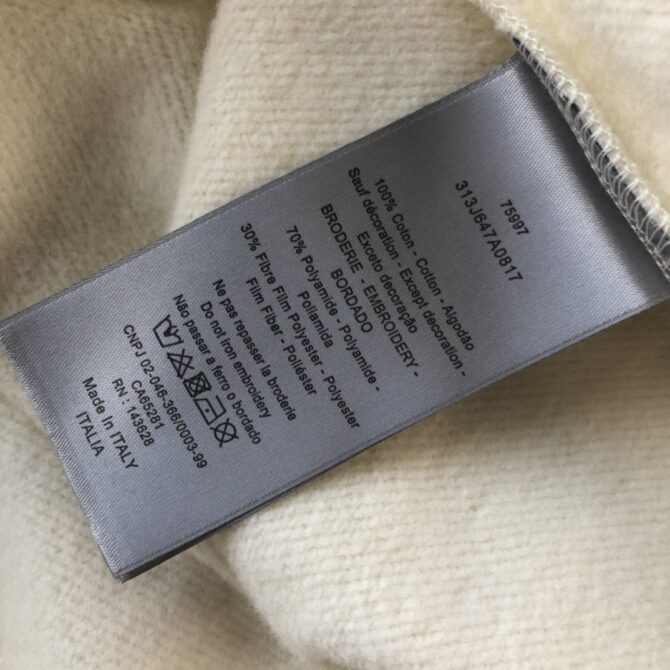 75997
313J647A0817
100% Coton - Cotton - Algodão
Sauf décoration - Except décoration -
Exceto decoração
BRODERIE - EMBROIDERY -
BORDADO
70% Polyamide - Polyamide -
Poliamida
30% Fibre Film Polyester - Polyester
Film Fiber - Poliéster
Ne pas repasser la broderie
Do not iron embroidery
Não passar a ferro o bordado
CNPJ 02-046-366/0003-99
CA65281
RN: 143628
Made In ITALY
ITALIA